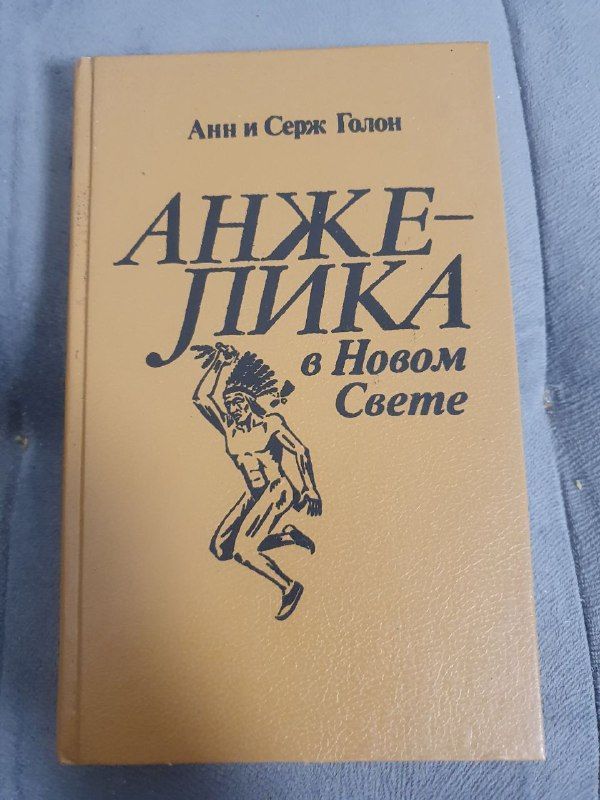 Анн и Серж Голон
АНЖЕ-
ЛИКА
в Новом
Свете